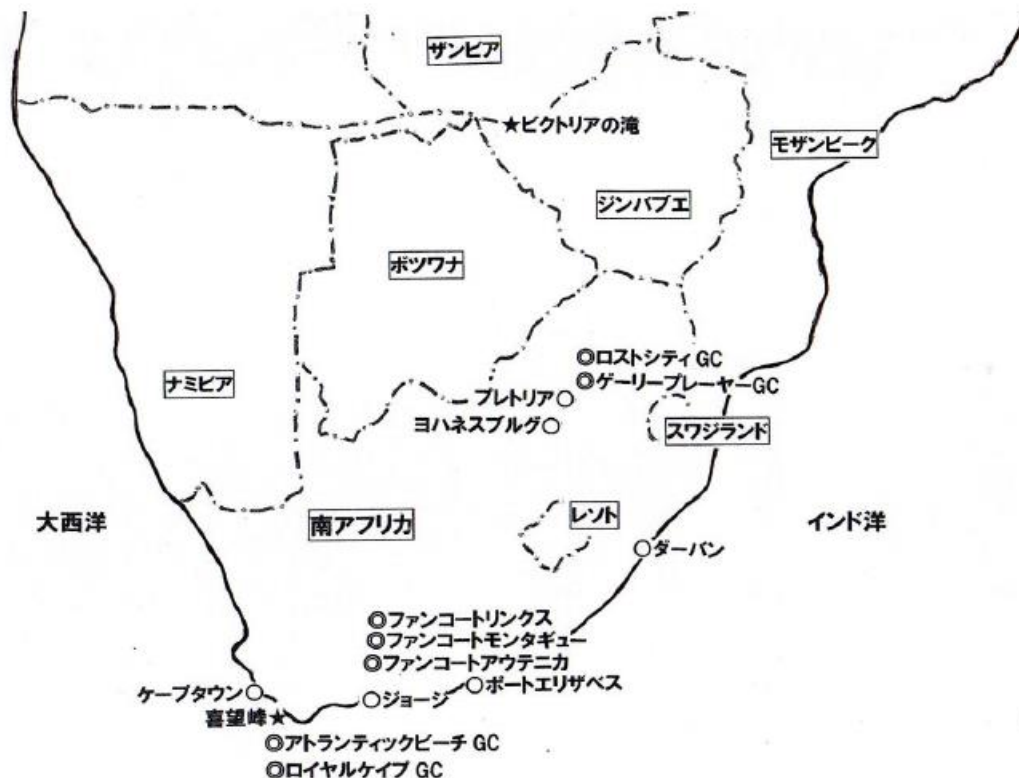 ザンビア
★ビクトリアの滝
モザンビーク
ジンバブエ
ボツワナ
◎ロストシティ GC
◎ゲーリープレーヤーGC
ナミビア
プレトリア○
ヨハネスブルグ○
スワジランド
大西洋
南アフリカ
レソト
インド洋
○ダーバン
◎ファンコートリンクス
◎ファンコートモンタギュー
◎ファンコートアウテニカ
ケープタウン○
○ジョージ
○ポートエリザベス
喜望峰★
◎アトランティックビーチ GC
◎ロイヤルケイプ GC